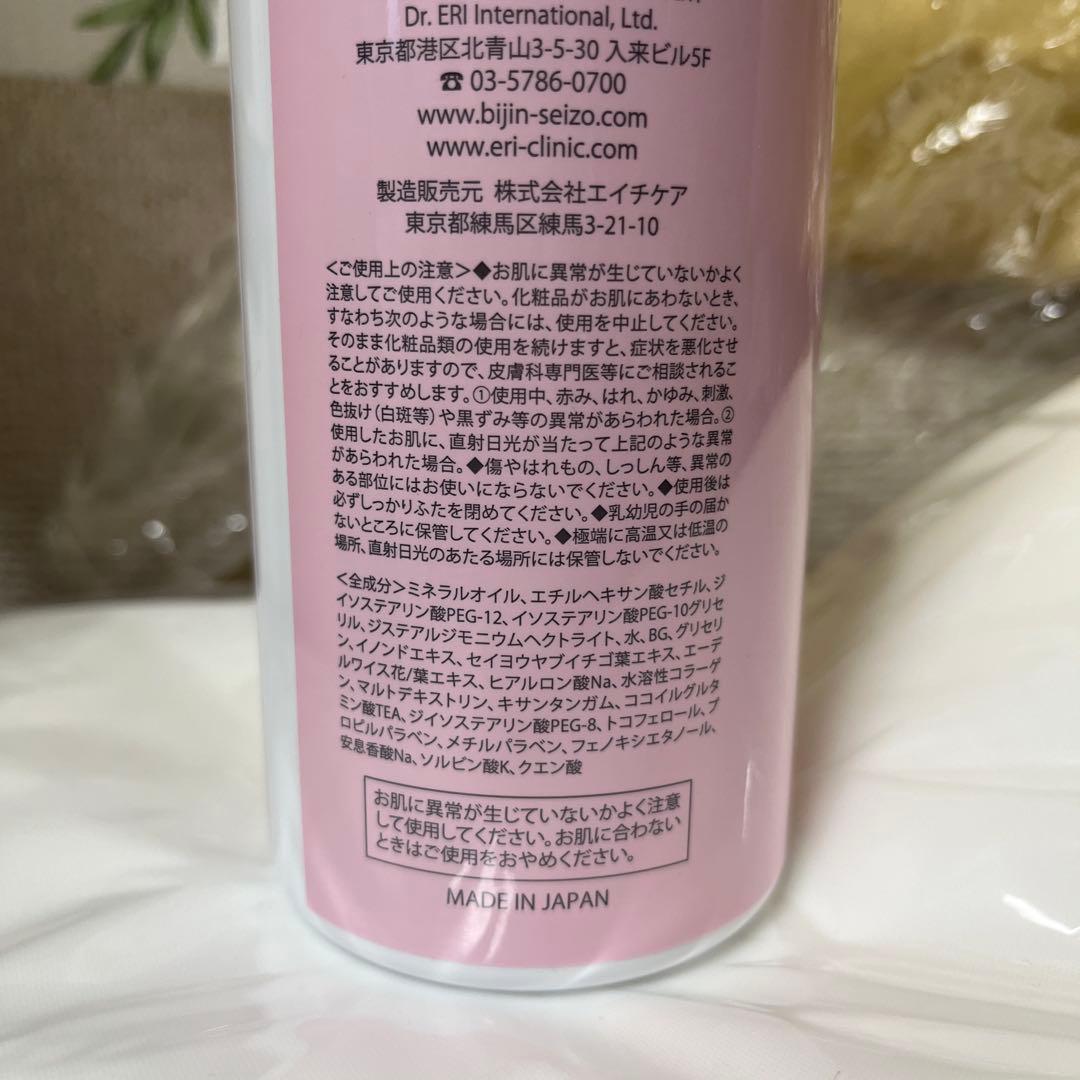 Dr. ERI International, Ltd.
東京都港区北青山3-5-30 入来ビル5F
☎ 03-5786-0700
www.bijin-seizo.com
www.eri-clinic.com
製造販売元 株式会社エイチケア
東京都練馬区練馬3-21-10
<ご使用上の注意>◆お肌に異常が生じていないかよく
注意してご使用ください。化粧品がお肌にあわないとき、
すなわち次のような場合には、使用を中止してください。
そのまま化粧品類の使用を続けますと、症状を悪化させ
ることがありますので、皮膚科専門医等にご相談されるこ
とをおすすめします。①使用中、赤み、はれ、かゆみ、刺激、
色抜け(白斑等)や黒ずみ等の異常があらわれた場合。②
使用したお肌に、直射日光が当たって上記のような異常
があらわれた場合。◆傷やはれもの、しっしん等、異常の
ある部位にはお使いにならないでください。◆使用後は
必ずしっかりふたを閉めてください。◆乳幼児の手の届か
ないところに保管してください。◆極端に高温又は低温の
場所、直射日光のあたる場所には保管しないでください。
<全成分>ミネラルオイル、エチルヘキサン酸セチル、ジ
イソステアリン酸PEG-12、イソステアリン酸PEG-10グリセ
リル、ジステアルジモニウムヘクトライト、水、BG、グリセリ
ン、イノンドエキス、セイヨウヤブイチゴ葉エキス、エーデ
ルワイス花/葉エキス、ヒアルロン酸Na、水溶性コラーゲ
ン、マルトデキストリン、キサンタンガム、ココイルグルタ
ミン酸TEA、ジイソステアリン酸PEG-8、トコフェロール、プ
ロピルパラベン、メチルパラベン、フェノキシエタノール、
安息香酸Na、ソルビン酸K、クエン酸
お肌に異常が生じていないかよく注意
して使用してください。お肌に合わない
ときはご使用をおやめください。
MADE IN JAPAN